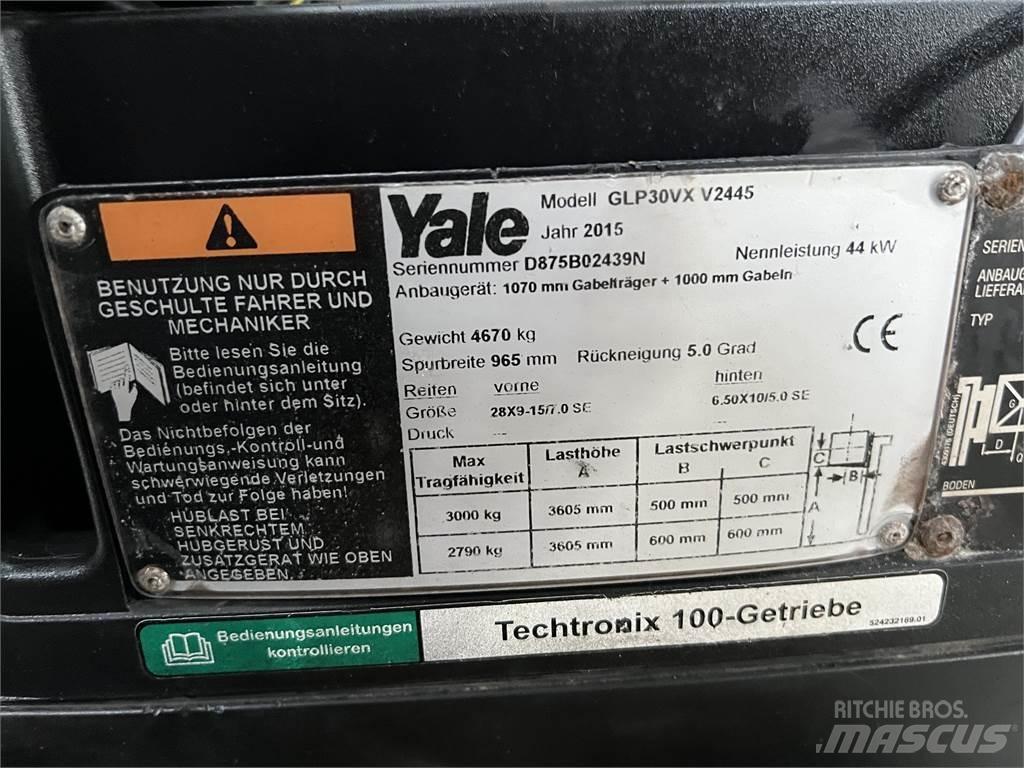 BENUTZUNG NUR DURCH
GESCHULTE FAHRER UND
MECHANIKER
Bitte lesen Sie die
Bedienungsanleitung
(befindet sich unter
oder hinter dem Sitz).
Das Nichtbefolgen der
Bedienungs,-Kontroll-und
Wartungsanweisung kann
schwerwiegende Verletzungen
und Tod zur Folge haben!
HUBLAST BEI
SENKRECHTEM
HUBGERUST UND
ZUSATZGERAT WIE OBEN
ANGEGEBEN.
Yale
Modell GLP30VX V2445
Jahr 2015
Seriennummer D875B02439N
Nennleistung 44 kW
Anbaugerät: 1070 mm Gabelträger + 1000 mm Gabeln
Gewicht 4670 kg
Spurbreite 965 mm Rückneigung 5.0 Grad
CE
Reifen vorne hinten
Größe 28X9-15/7.0 SE 6.50X10/5.0 SE
Druck --- ---
Max Tragfähigkeit Lasthöhe A Lastschwerpunkt B C
3000 kg 3605 mm 500 mm 500 mm
2790 kg 3605 mm 600 mm 600 mm
C
B
A
SERIEN
ANBAUG
LIEFERA
TYP
G
D
Q
BODEN
Bedienungsanleitungen
kontrollieren
Techtronix 100-Getriebe
524232169.01
RITCHIE BROS.
MASCUS